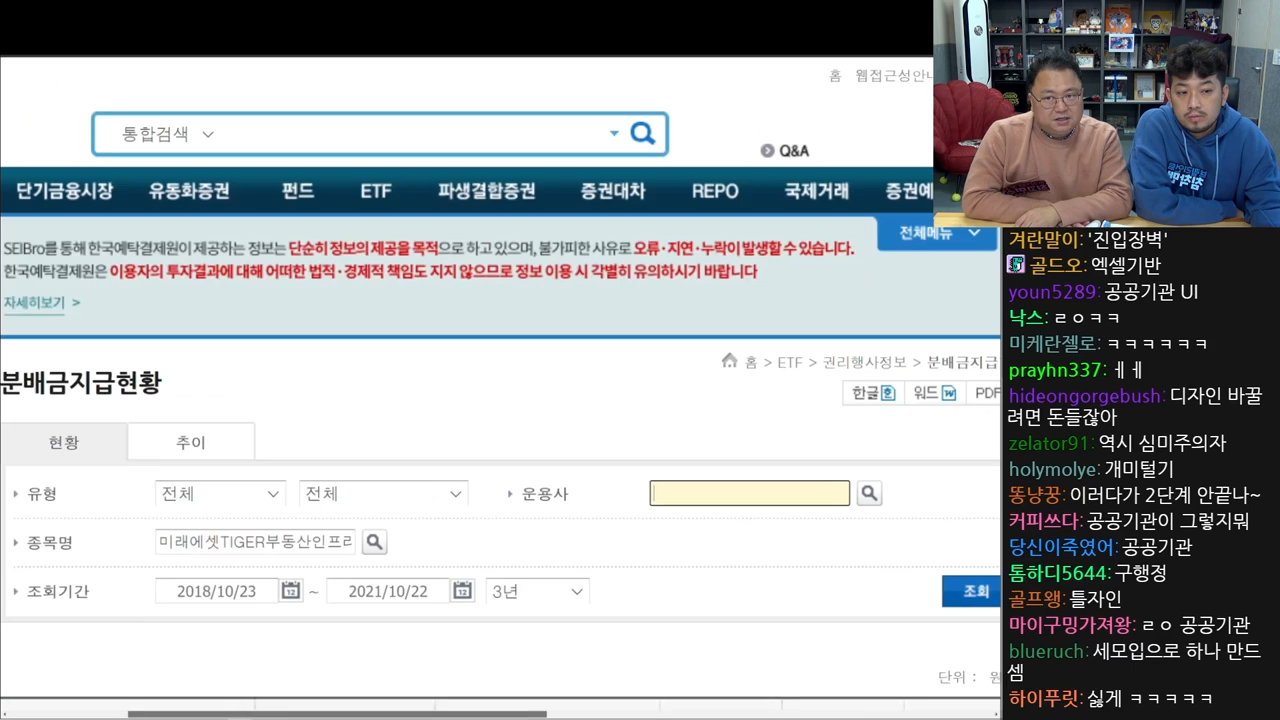 홈 웹접근성안내
통합검색
Q&A
단기금융시장 유동화증권 펀드 ETF 파생결합증권 증권대차 REPO 국제거래 증권예
SEIBro를 통해 한국예탁결제원이 제공하는 정보는 단순히 정보의 제공을 목적으로 하고 있으며, 불가피한 사유로 오류·지연·누락이 발생할 수 있습니다.
한국예탁결제원은 이용자의 투자결과에 대해 어떠한 법적·경제적 책임도 지지 않으므로 정보 이용 시 각별히 유의하시기 바랍니다
자세히보기 >
전체메뉴
홈 > ETF > 권리행사정보 > 분배금지급
분배금지급현황
한글 워드 PDF
현황 추이
유형 전체 전체 운용사
종목명 미래에셋TIGER부동산인프라
조회기간 2018/10/23 ~ 2021/10/22 3년
조회
단위 : 원
겨란말이: '진입장벽'
골드오: 엑셀기반
youn5289: 공공기관 UI
낙스: ㄹㅇㅋㅋ
미케란젤로: ㅋㅋㅋㅋㅋㅋ
prayhn337: ㅔㅔ
hideongorgebush: 디자인 바꿀
려면 돈들잖아
zelator91: 역시 심미주의자
holymolye: 개미털기
똥냥꿍: 이러다가 2단계 안끝나~
커피쓰다: 공공기관이 그렇지뭐
당신이죽였어: 공공기관
톰하디5644: 구행정
골프왱: 틀자인
마이구밍가져왕: ㄹㅇ 공공기관
blueruch: 세모입으로 하나 만드
셈
하이푸릿: 싫게 ㅋㅋㅋㅋㅋ